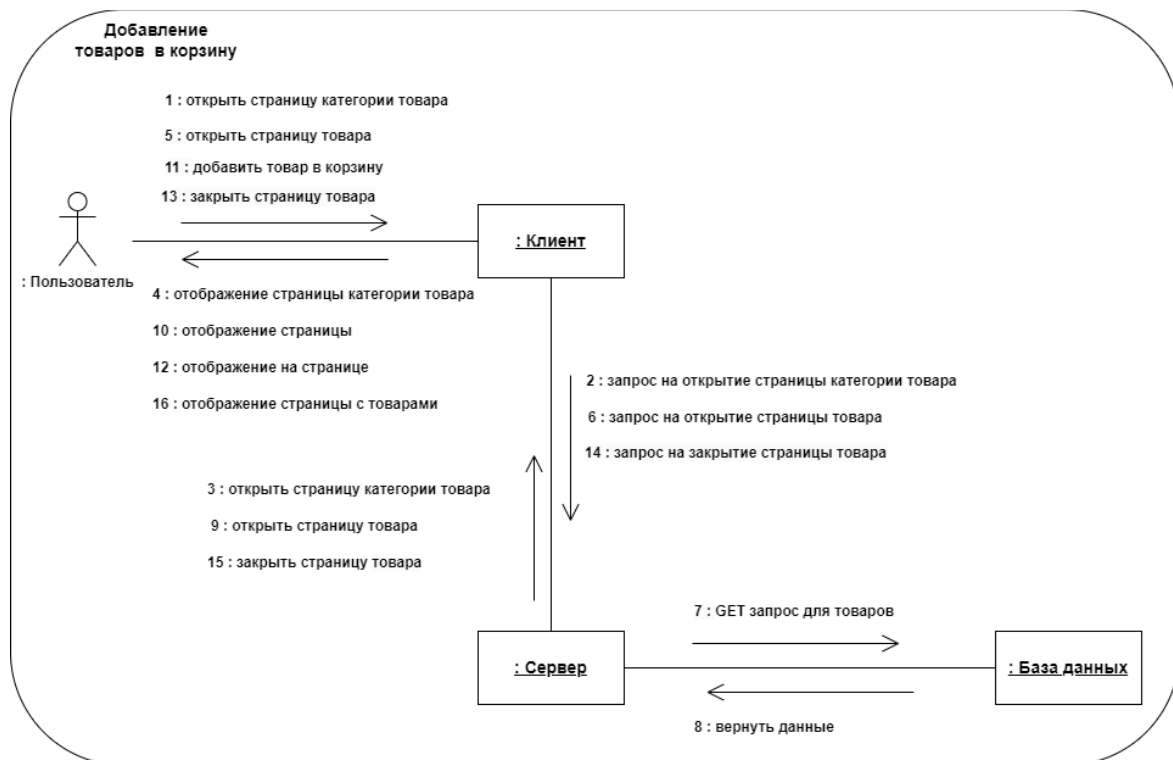 Добавление
товаров в корзину
1 : открыть страницу категории товара
5 : открыть страницу товара
11 : добавить товар в корзину
13 : закрыть страницу товара
: Клиент
: Пользователь
4 : отображение страницы категории товара
10 : отображение страницы
12 : отображение на странице
16 : отображение страницы с товарами
2 : запрос на открытие страницы категории товара
6 : запрос на открытие страницы товара
14 : запрос на закрытие страницы товара
3 : открыть страницу категории товара
9 : открыть страницу товара
15 : закрыть страницу товара
7 : GET запрос для товаров
: Сервер
: База данных
8 : вернуть данные